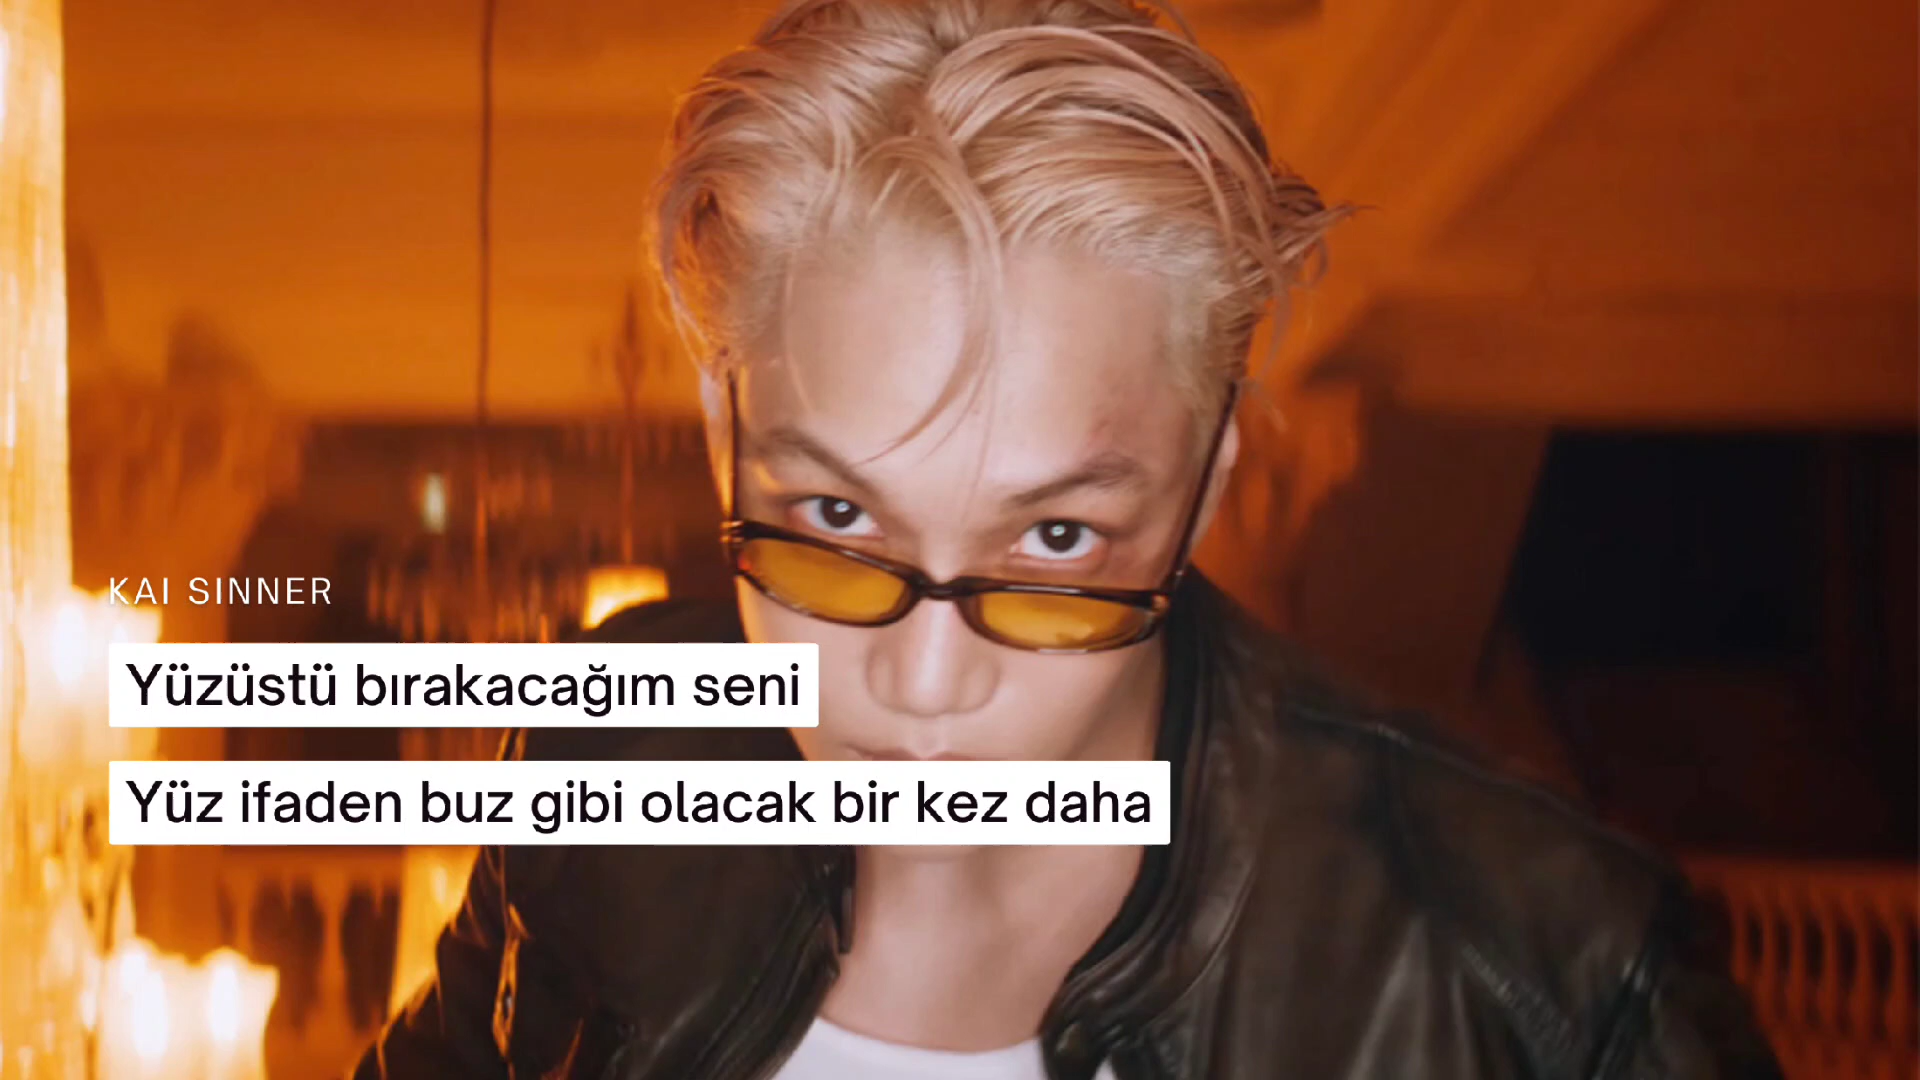 KAI SINNER
Yüzüstü bırakacağım seni
Yüz ifaden buz gibi olacak bir kez daha